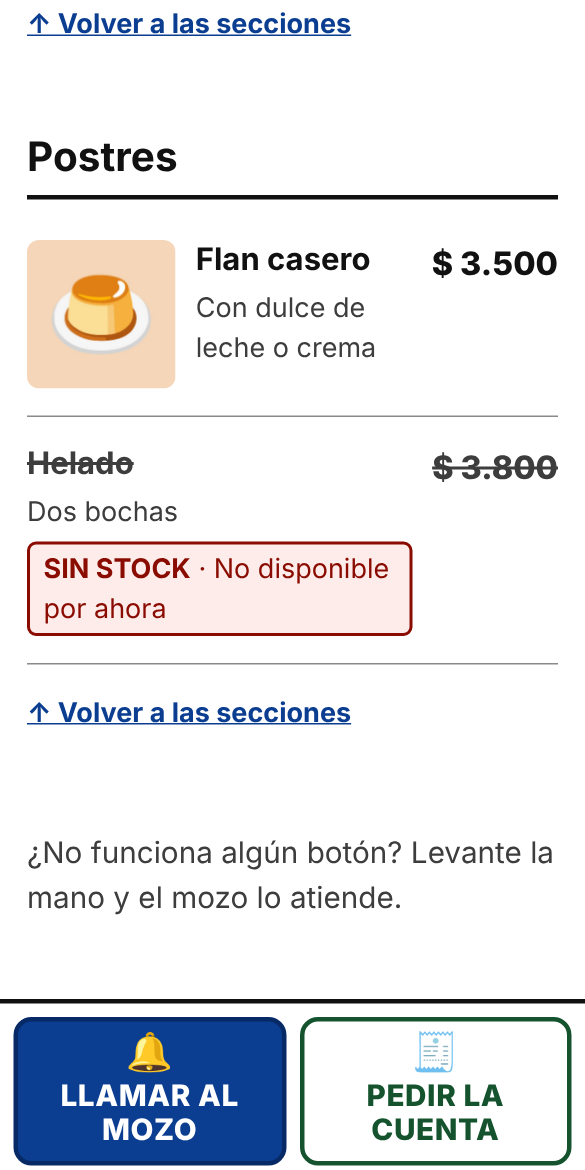 ↑ Volver a las secciones
Postres
Flan casero
$ 3.500
Con dulce de
leche o crema
Helado
$ 3.800
Dos bochas
SIN STOCK · No disponible
por ahora
↑ Volver a las secciones
¿No funciona algún botón? Levante la
mano y el mozo lo atiende.
LLAMAR AL
MOZO
PEDIR LA
CUENTA